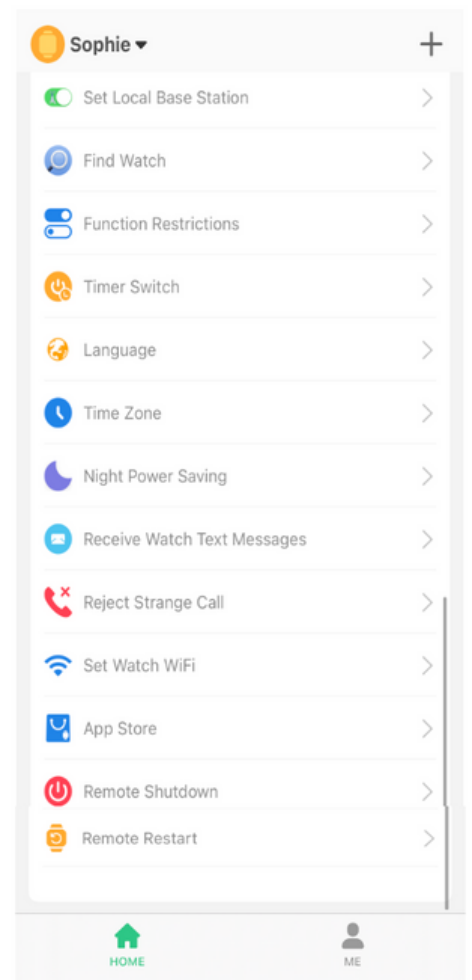 Sophie
Set Local Base Station
Find Watch
Function Restrictions
Timer Switch
Language
Time Zone
Night Power Saving
Receive Watch Text Messages
Reject Strange Call
Set Watch WiFi
App Store
Remote Shutdown
Remote Restart
HOME
ME